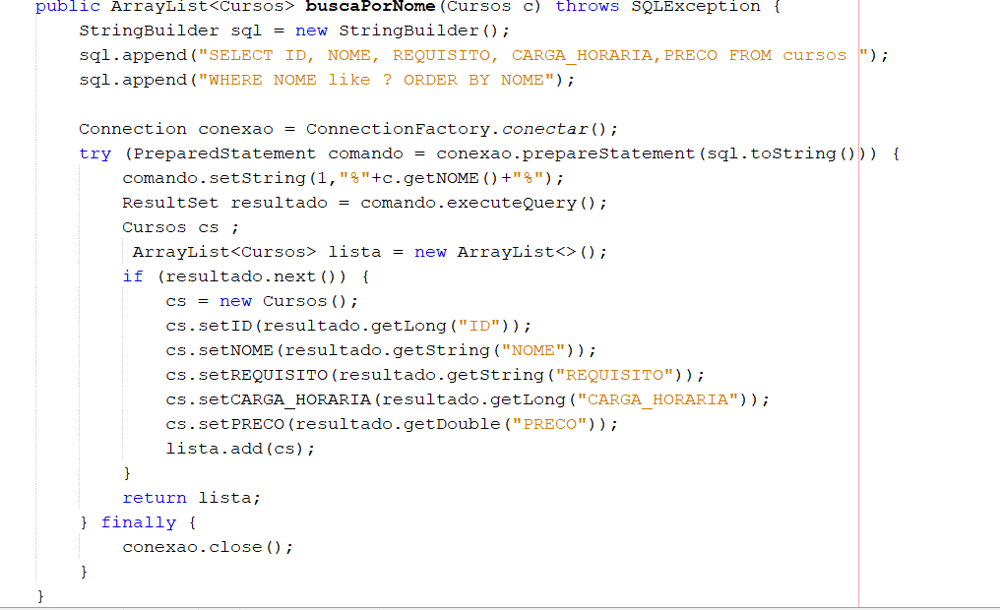 public ArrayList<Cursos> buscaPorNome(Cursos c) throws SQLException {
StringBuilder sql = new StringBuilder();
sql.append("SELECT ID, NOME, REQUISITO, CARGA_HORARIA,PRECO FROM cursos ");
sql.append("WHERE NOME like ? ORDER BY NOME");
Connection conexao = ConnectionFactory.conectar();
try (PreparedStatement comando = conexao.prepareStatement(sql.toString())) {
comando.setString(1,"%"+c.getNOME()+"%");
ResultSet resultado = comando.executeQuery();
Cursos cs ;
ArrayList<Cursos> lista = new ArrayList<>();
if (resultado.next()) {
cs = new Cursos();
cs.setID(resultado.getLong("ID"));
cs.setNOME(resultado.getString("NOME"));
cs.setREQUISITO(resultado.getString("REQUISITO"));
cs.setCARGA_HORARIA(resultado.getLong("CARGA_HORARIA"));
cs.setPRECO(resultado.getDouble("PRECO"));
lista.add(cs);
}
return lista;
} finally {
conexao.close();
}
}